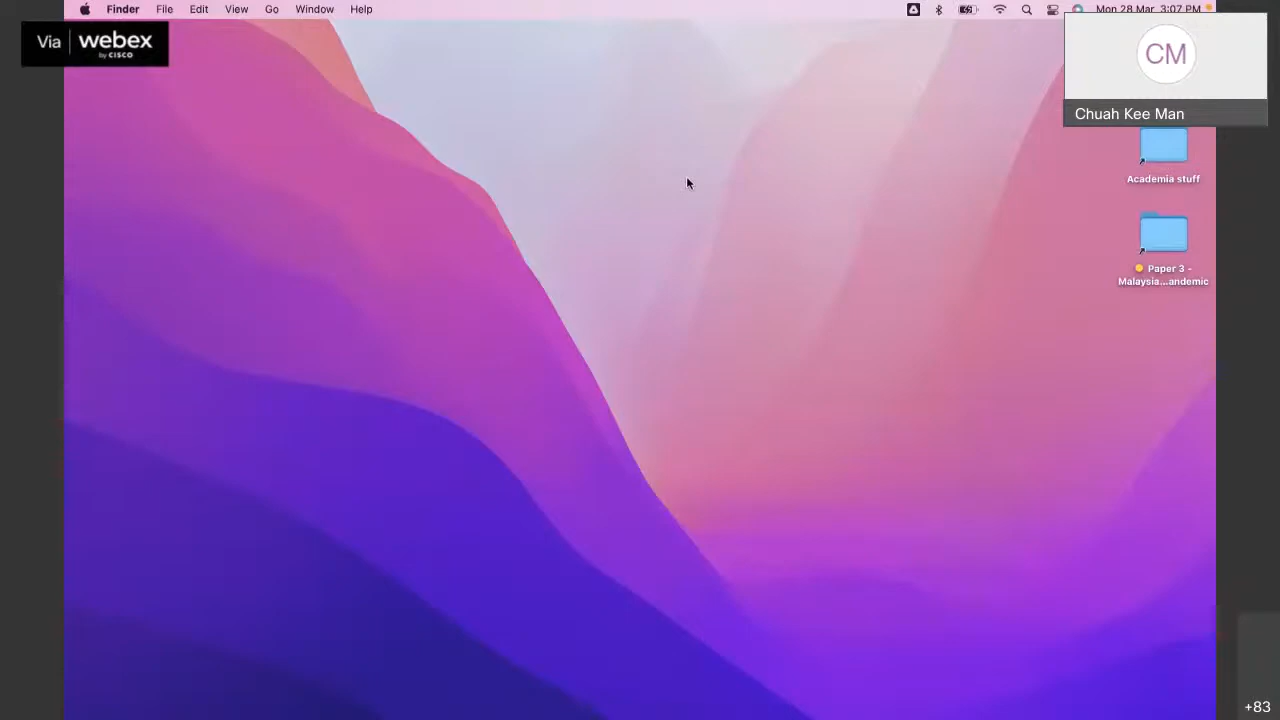 Finder File Edit View Go Window Help Mon 28 Mar 3:07 PM
Via webex
by CISCO
CM
Chuah Kee Man
Academia stuff
Paper 3 -
Malaysia...andemic
+83